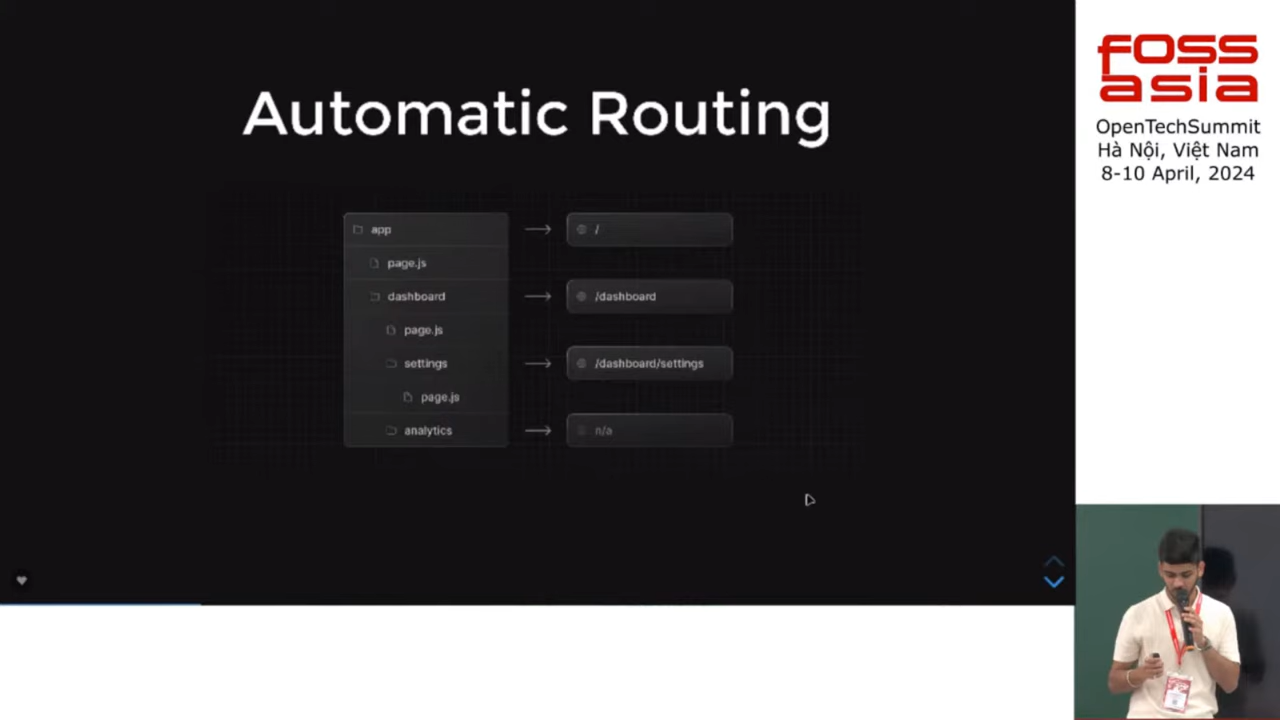 Automatic Routing
app
/
page.js
dashboard
/dashboard
page.js
settings
/dashboard/settings
page.js
analytics
n/a
FOSS
asia
OpenTechSummit
Hà Nội, Việt Nam
8-10 April, 2024